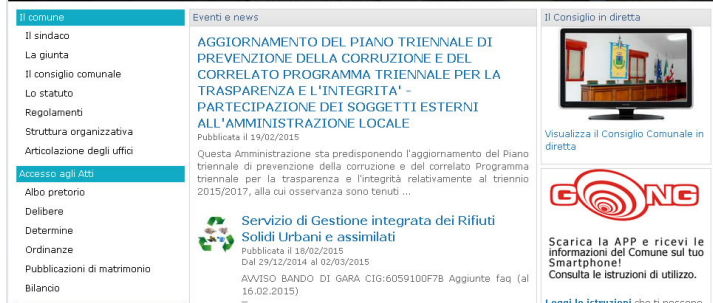 Il comune
Il sindaco
La giunta
Il consiglio comunale
Lo statuto
Regolamenti
Struttura organizzativa
Articolazione degli uffici
Accesso agli Atti
Albo pretorio
Delibere
Determine
Ordinanze
Pubblicazioni di matrimonio
Bilancio
Eventi e news
AGGIORNAMENTO DEL PIANO TRIENNALE DI
PREVENZIONE DELLA CORRUZIONE E DEL
CORRELATO PROGRAMMA TRIENNALE PER LA
TRASPARENZA E L'INTEGRITA' -
PARTECIPAZIONE DEI SOGGETTI ESTERNI
ALL'AMMINISTRAZIONE LOCALE
Pubblicata il 19/02/2015
Questa Amministrazione sta predisponendo l'aggiornamento del Piano
triennale di prevenzione della corruzione e del correlato Programma
triennale per la trasparenza e l'integrità relativamente al triennio
2015/2017, alla cui osservanza sono tenuti ...
Servizio di Gestione integrata dei Rifiuti
Solidi Urbani e assimilati
Pubblicata il 18/02/2015
Dal 29/12/2014 al 02/03/2015
AVVISO BANDO DI GARA CIG:6059100F7B Aggiunte faq (al
16.02.2015)
Il Consiglio in diretta
Visualizza il Consiglio Comunale in
diretta
GONG
Scarica la APP e ricevi le
informazioni del Comune sul tuo
Smartphone!
Consulta le istruzioni di utilizzo.
Leggi le istruzioni che ti possono